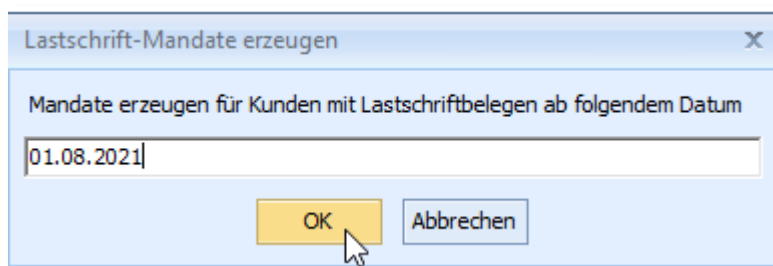 Lastschrift-Mandate erzeugen
Mandate erzeugen für Kunden mit Lastschriftbelegen ab folgendem Datum
01.08.2021
OK Abbrechen